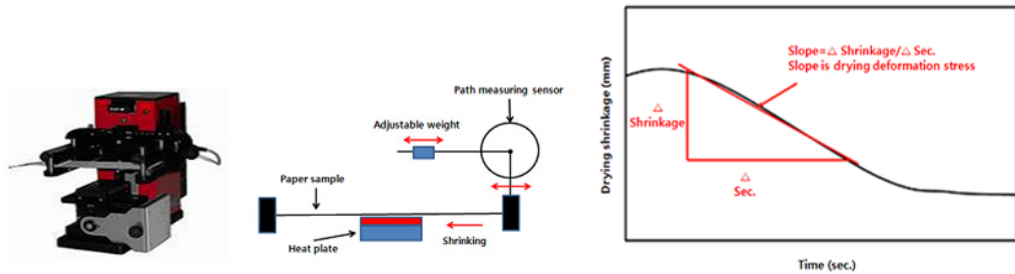 Path measuring sensor
Adjustable weight
Paper sample
Heat plate
Shrinking
Drying shrinkage (mm)
Slope=△ Shrinkage/△ Sec.
Slope is drying deformation stress
△
Shrinkage
△
Sec.
Time (sec.)